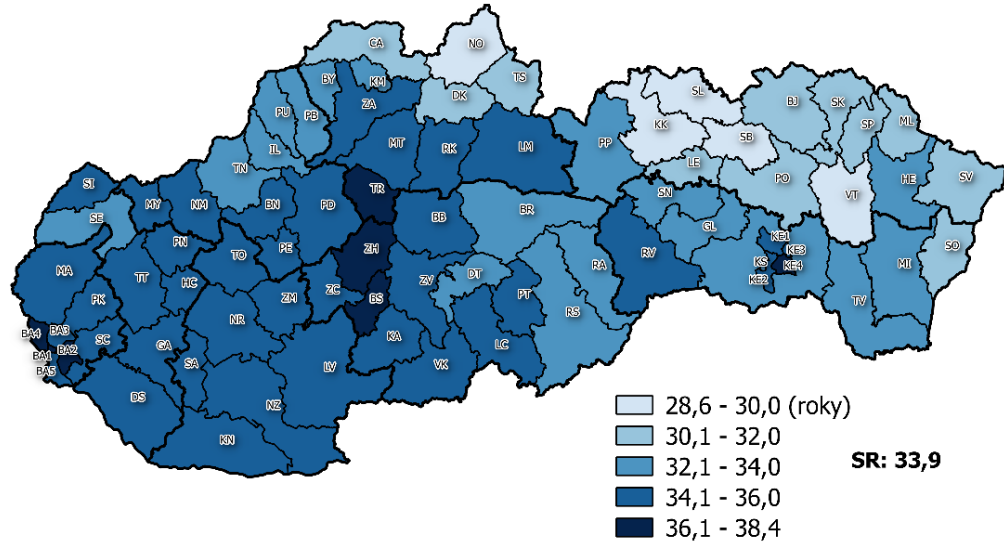 NO
CA
TS
BY
KM
DK
SL
BJ
SK
PU
PB
ZA
KK
SB
SP
ML
IL
MT
RK
LM
PP
LE
PO
HE
SV
TN
SI
TR
SN
VT
MY
NM
BN
PD
BB
BR
GL
SE
PN
TO
PE
ZH
KE1
SO
MA
TT
HC
ZC
ZV
DT
RA
RV
KS
KE3
KE4
MI
KE2
PK
ZM
BS
PT
TV
NR
RS
BA4
BA3
SC
GA
KA
LC
BA1
BA2
SA
LV
VK
BA5
DS
NZ
KN
28,6 - 30,0 (roky)
30,1 - 32,0
32,1 - 34,0
SR: 33,9
34,1 - 36,0
36,1 - 38,4